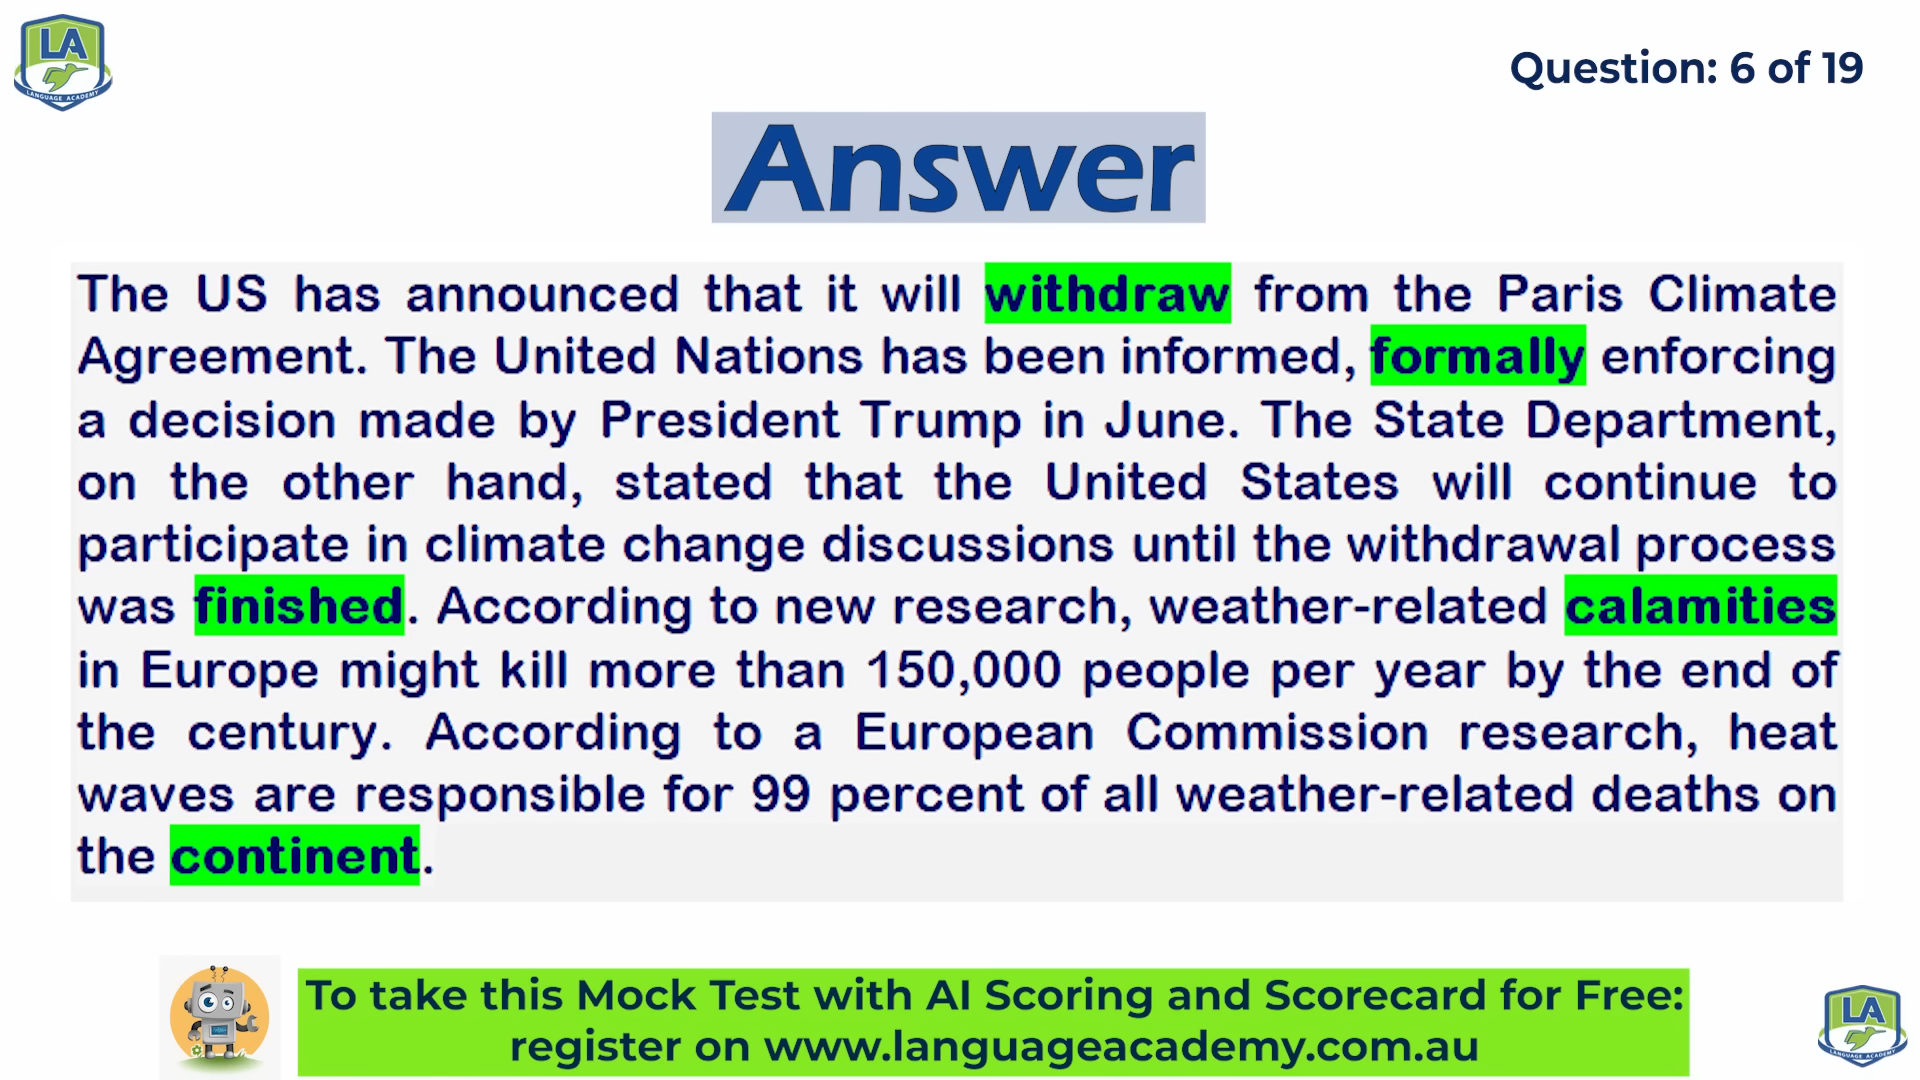 LA
LANGUAGE ACADEMY
Question: 6 of 19
Answer
The US has announced that it will withdraw from the Paris Climate
Agreement. The United Nations has been informed, formally enforcing
a decision made by President Trump in June. The State Department,
on the other hand, stated that the United States will continue to
participate in climate change discussions until the withdrawal process
was finished. According to new research, weather-related calamities
in Europe might kill more than 150,000 people per year by the end of
the century. According to a European Commission research, heat
waves are responsible for 99 percent of all weather-related deaths on
the continent.
To take this Mock Test with AI Scoring and Scorecard for Free:
register on www.languageacademy.com.au
LA
LANGUAGE ACADEMY